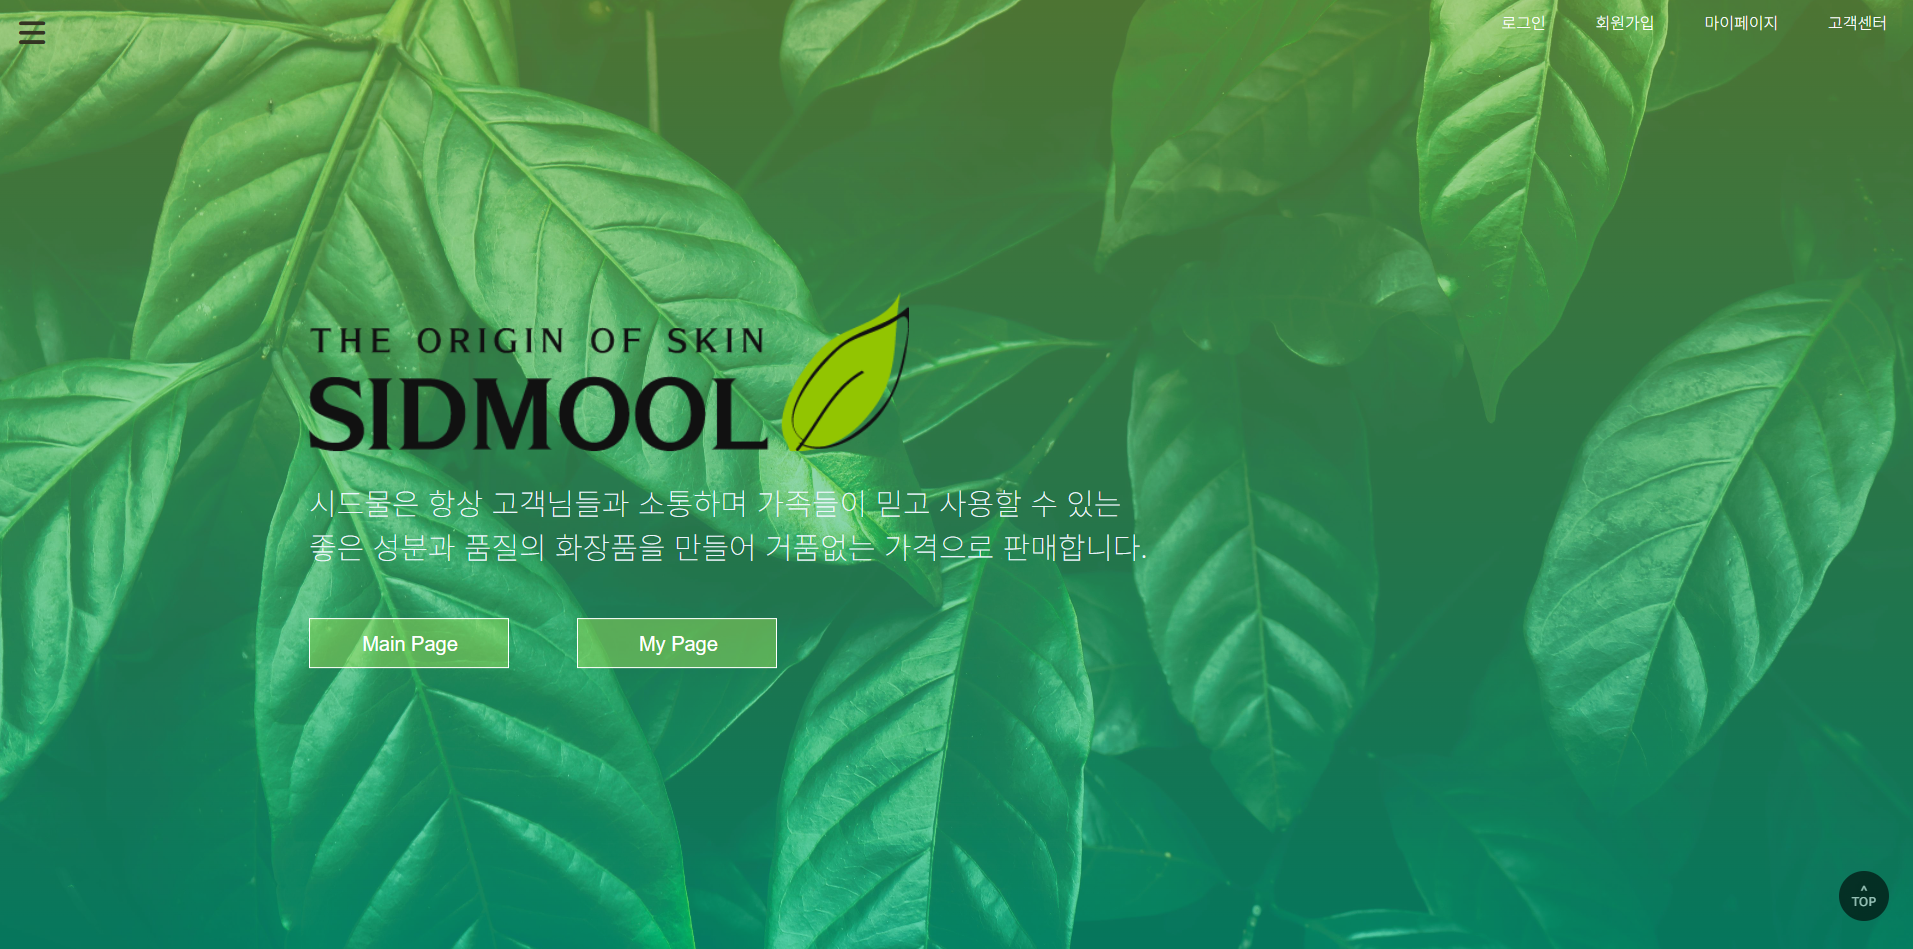 로그인 회원가입 마이페이지 고객센터
THE ORIGIN OF SKIN
SIDMOOL
시드물은 항상 고객님들과 소통하며 가족들이 믿고 사용할 수 있는
좋은 성분과 품질의 화장품을 만들어 거품없는 가격으로 판매합니다.
Main Page My Page
^
TOP